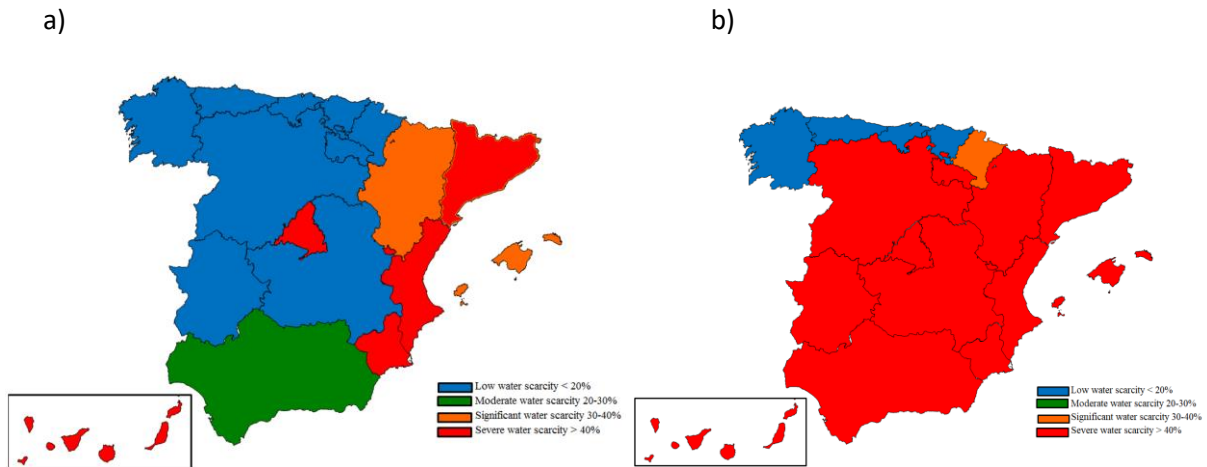 a)
b)
Low water scarcity < 20%
Moderate water scarcity 20-30%
Significant water scarcity 30-40%
Severe water scarcity > 40%
Low water scarcity < 20%
Moderate water scarcity 20-30%
Significant water scarcity 30-40%
Severe water scarcity > 40%